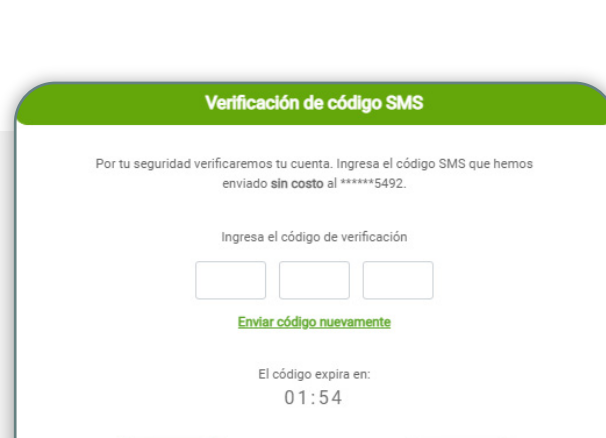 Verificación de código SMS
Por tu seguridad verificaremos tu cuenta. Ingresa el código SMS que hemos
enviado sin costo al ******5492.
Ingresa el código de verificación
Enviar código nuevamente
El código expira en:
01:54